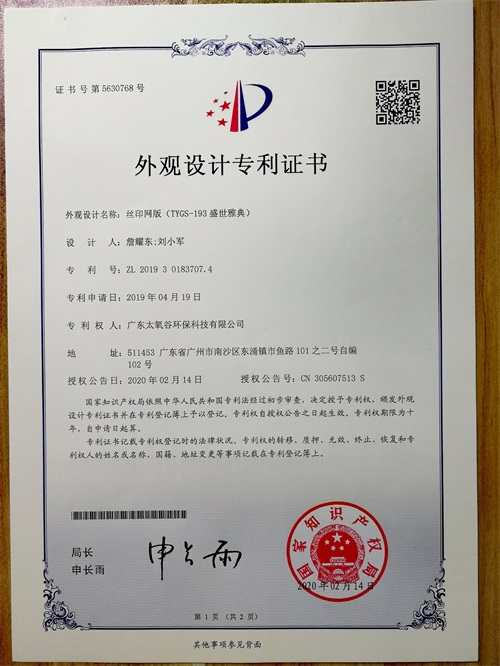 证书号第5630768号
外观设计专利证书
外观设计名称：丝印网版（TYGS-193盛世雅典）
设计人：詹耀东;刘小军
专利号：ZL 2019 3 0183707.4
专利申请日：2019年04月19日
专利权人：广东太氧谷环保科技有限公司
地址：511453 广东省广州市南沙区东涌镇市鱼路101之二号自编
102号
授权公告日：2020年02月14日 授权公告号：CN 305607513 S
国家知识产权局依照中华人民共和国专利法经过初步审查，决定授予专利权，颁发外观
设计专利证书并在专利登记簿上予以登记。专利权自授权公告之日起生效。专利权期限为十
年，自申请日起算。
专利证书记载专利权登记时的法律状况。专利权的转移、质押、无效、终止、恢复和专
利权人的姓名或名称、国籍、地址变更等事项记载在专利登记簿上。
局长
申长雨
申长雨
国家知识产权局
2020年02月14日
第1页（共2页）
其他事项参见背面